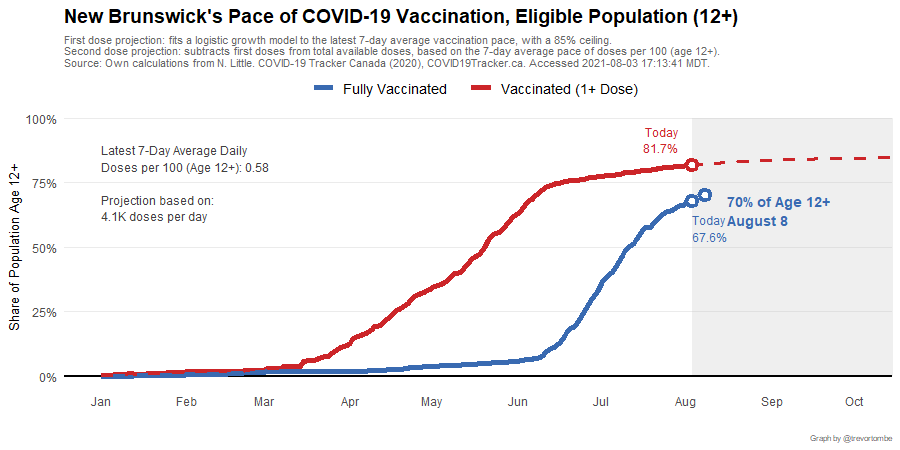 New Brunswick's Pace of COVID-19 Vaccination, Eligible Population (12+)
First dose projection: fits a logistic growth model to the latest 7-day average vaccination pace, with a 85% ceiling.
Second dose projection: subtracts first doses from total available doses, based on the 7-day average pace of doses per 100 (age 12+).
Source: Own calculations from N. Little. COVID-19 Tracker Canada (2020), COVID19Tracker.ca. Accessed 2021-08-03 17:13:41 MDT.
Fully Vaccinated
Vaccinated (1+ Dose)
Share of Population Age 12+
100%
75%
50%
25%
0%
Latest 7-Day Average Daily
Doses per 100 (Age 12+): 0.58
Projection based on:
4.1K doses per day
Today
81.7%
70% of Age 12+
August 8
Today
67.6%
Jan
Feb
Mar
Apr
May
Jun
Jul
Aug
Sep
Oct
Graph by @trevortombe